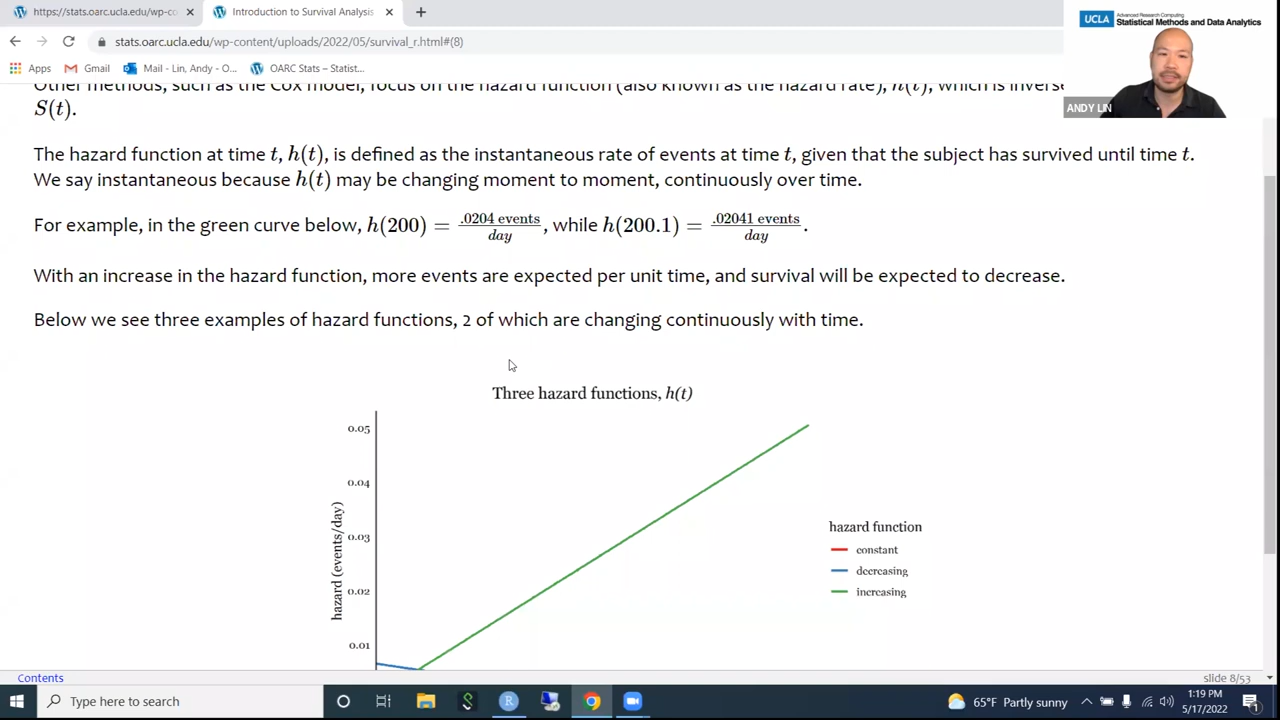 https://stats.oarc.ucla.edu/wp-co
Introduction to Survival Analysis
UCLA
Advanced Research Computing
Statistical Methods and Data Analytics
stats.oarc.ucla.edu/wp-content/uploads/2022/05/survival_r.html#(8)
Apps
Gmail
Mail - Lin, Andy - O...
OARC Stats – Statist...
ANDY LIN
Other methods, such as the Cox model, focus on the hazard function (also known as the hazard rate), h(t), which is inverse
S(t).
The hazard function at time t, h(t), is defined as the instantaneous rate of events at time t, given that the subject has survived until time t.
We say instantaneous because h(t) may be changing moment to moment, continuously over time.
For example, in the green curve below, h(200) = .0204 events/day, while h(200.1) = .02041 events/day.
With an increase in the hazard function, more events are expected per unit time, and survival will be expected to decrease.
Below we see three examples of hazard functions, 2 of which are changing continuously with time.
Three hazard functions, h(t)
0.05
0.04
0.03
0.02
0.01
hazard (events/day)
hazard function
constant
decreasing
increasing
Contents
slide 8/53
Type here to search
65°F Partly sunny
1:19 PM
5/17/2022
1